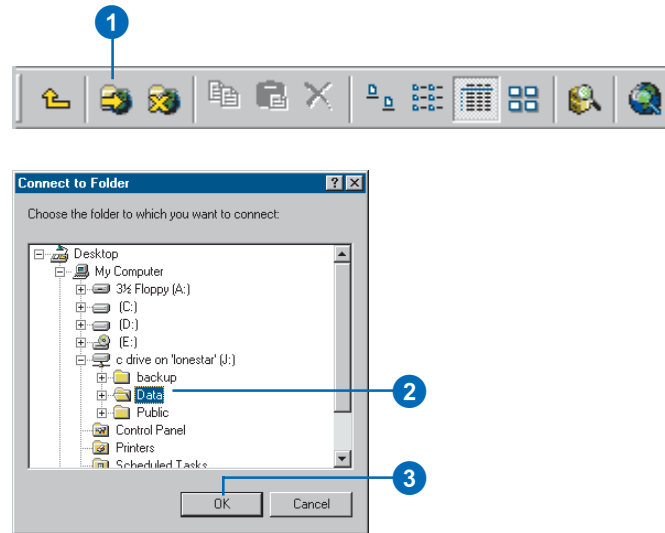 1
Connect to Folder
Choose the folder to which you want to connect:
Desktop
My Computer
3½ Floppy (A:)
(C:)
(D:)
(E:)
c drive on 'lonestar' (J:)
backup
Data
2
Public
Control Panel
Printers
Scheduled Tasks
3
OK Cancel